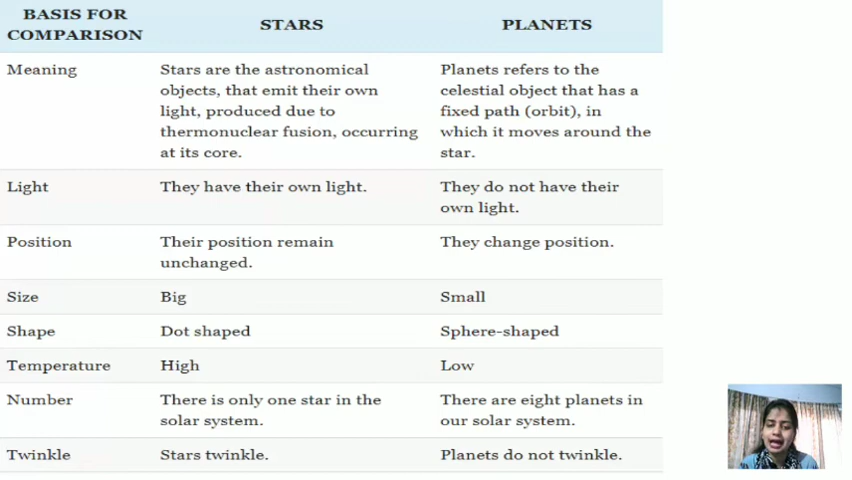 BASIS FOR COMPARISON STARS PLANETS
Meaning
Stars are the astronomical
objects, that emit their own
light, produced due to
thermonuclear fusion, occurring
at its core.
Planets refers to the
celestial object that has a
fixed path (orbit), in
which it moves around the
star.
Light
They have their own light.
They do not have their
own light.
Position
Their position remain
unchanged.
They change position.
Size
Big
Small
Shape
Dot shaped
Sphere-shaped
Temperature
High
Low
Number
There is only one star in the
solar system.
There are eight planets in
our solar system.
Twinkle
Stars twinkle.
Planets do not twinkle.